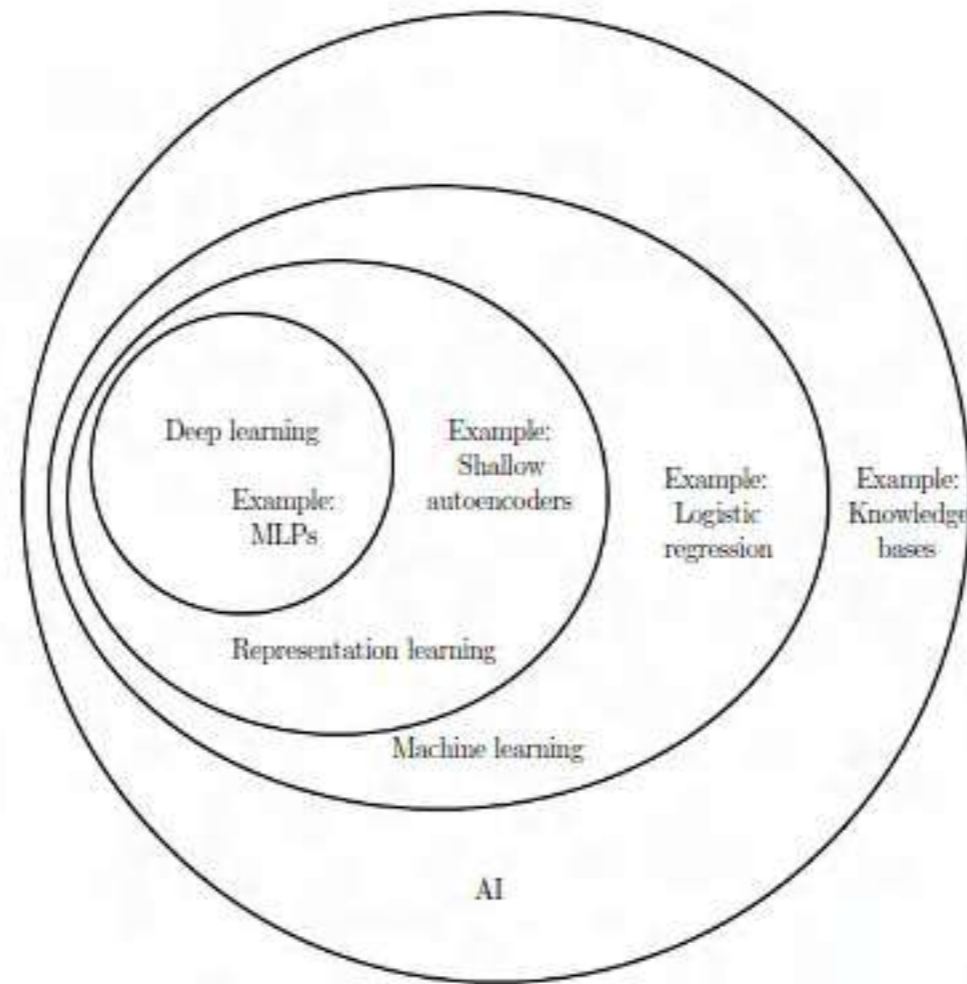 Deep learning
Example:
MLPs
Example:
Shallow
autoencoders
Example:
Logistic
regression
Example:
Knowledge
bases
Representation learning
Machine learning
AI